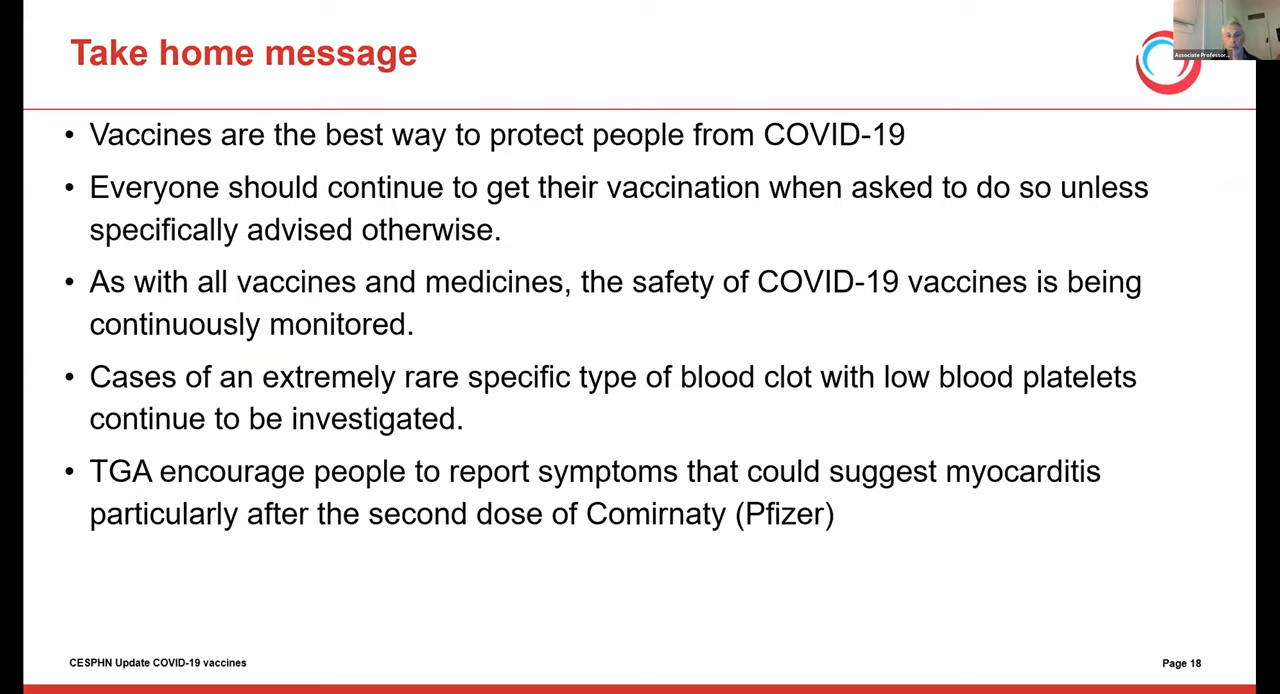 Take home message
Associate Professor...
• Vaccines are the best way to protect people from COVID-19
• Everyone should continue to get their vaccination when asked to do so unless
specifically advised otherwise.
• As with all vaccines and medicines, the safety of COVID-19 vaccines is being
continuously monitored.
• Cases of an extremely rare specific type of blood clot with low blood platelets
continue to be investigated.
• TGA encourage people to report symptoms that could suggest myocarditis
particularly after the second dose of Comirnaty (Pfizer)
CESPHN Update COVID-19 vaccines
Page 18